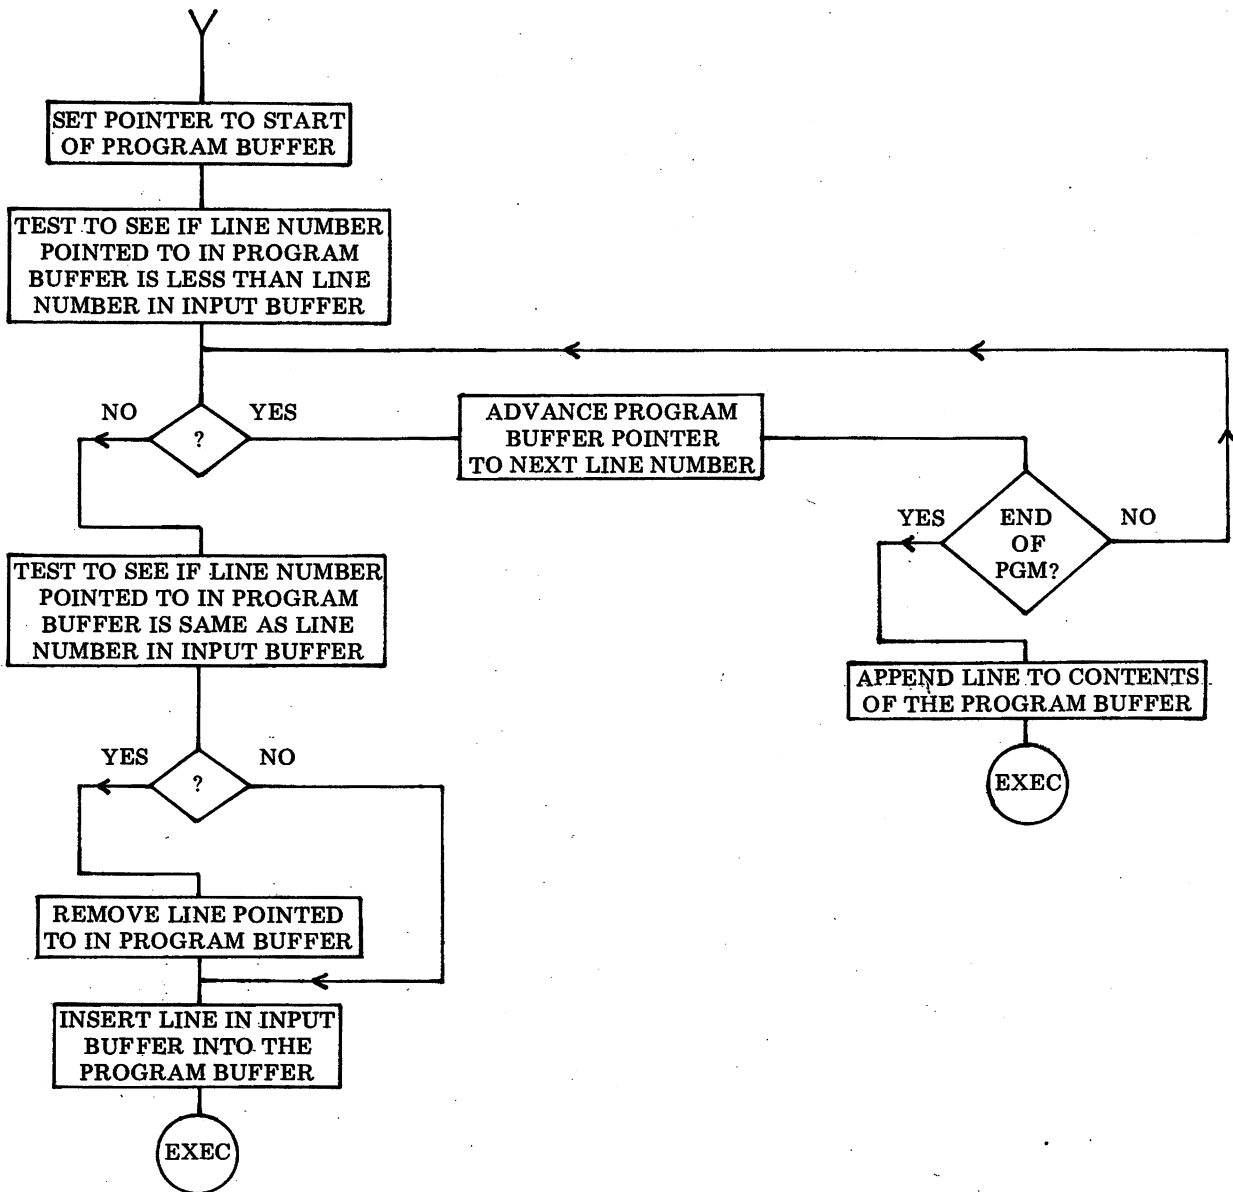 SET POINTER TO START
OF PROGRAM BUFFER
TEST TO SEE IF LINE NUMBER
POINTED TO IN PROGRAM
BUFFER IS LESS THAN LINE
NUMBER IN INPUT BUFFER
NO
?
YES
ADVANCE PROGRAM
BUFFER POINTER
TO NEXT LINE NUMBER
YES
END
OF
PGM?
NO
APPEND LINE TO CONTENTS
OF THE PROGRAM BUFFER
EXEC
TEST TO SEE IF LINE NUMBER
POINTED TO IN PROGRAM
BUFFER IS SAME AS LINE
NUMBER IN INPUT BUFFER
YES
?
NO
REMOVE LINE POINTED
TO IN PROGRAM BUFFER
INSERT LINE IN INPUT
BUFFER INTO THE
PROGRAM BUFFER
EXEC